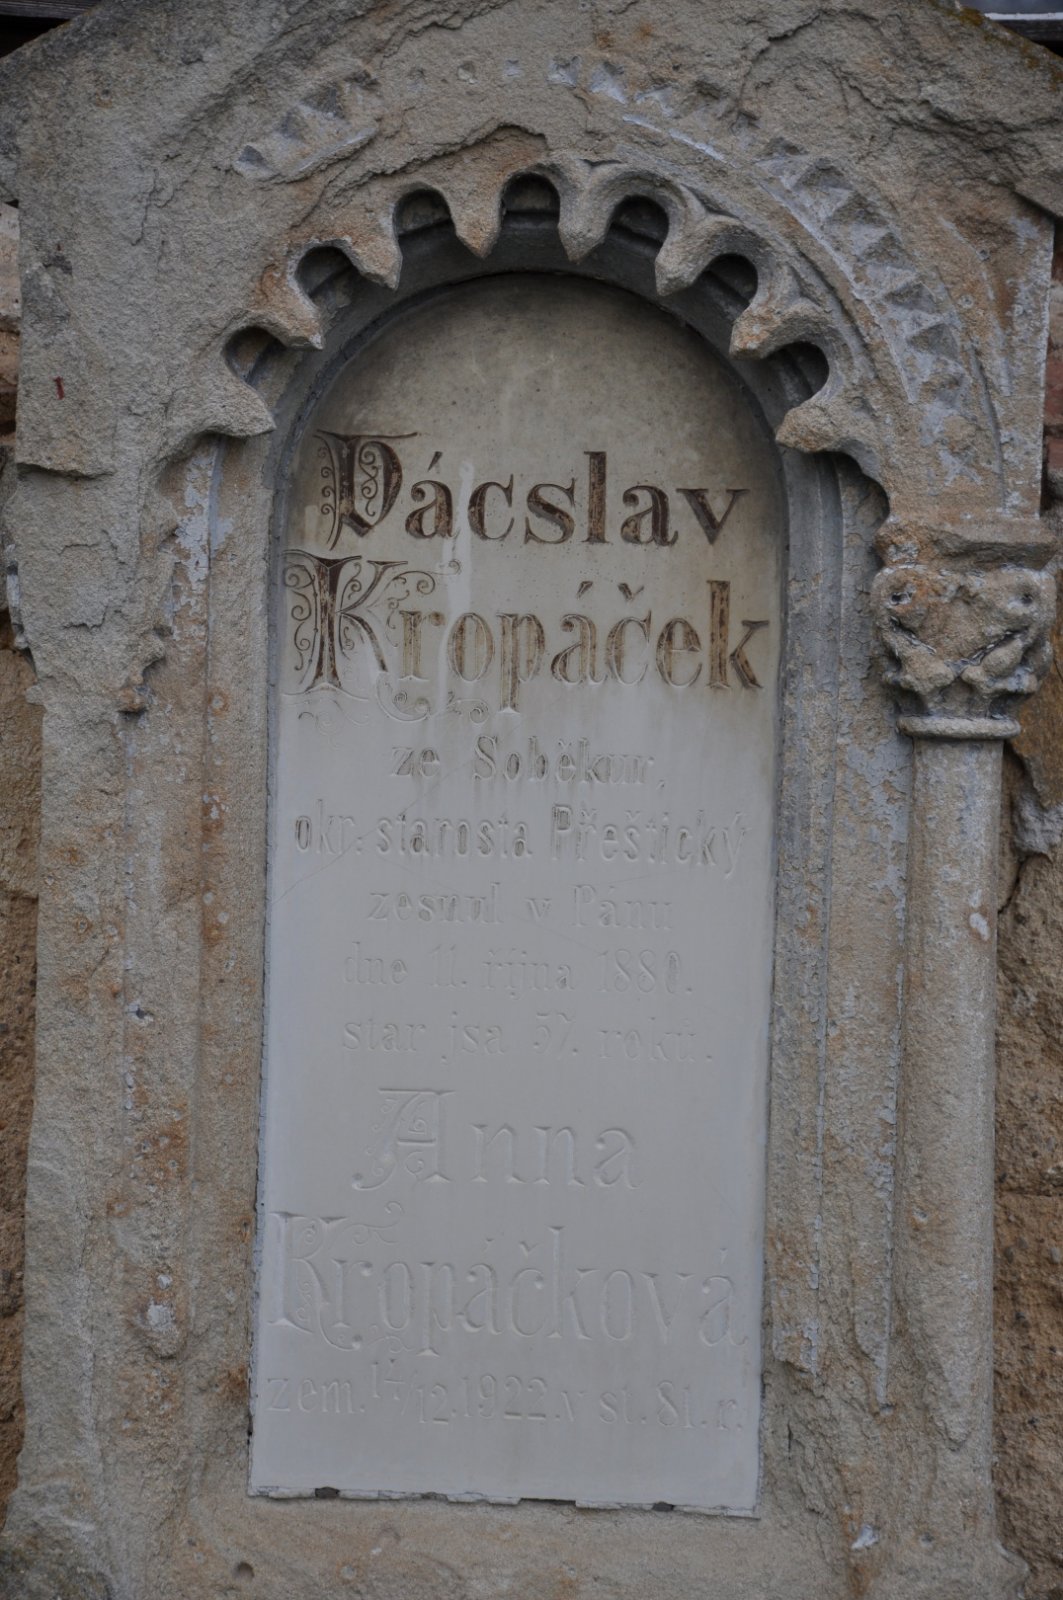 Vácslav
Kropáček
ze Soběkur,
okr. starosta Přeštický
zesnul v Pánu
dne 11. října 1880.
stár jsa 57. roků.
Anna
Kropáčková
zem. 14/12. 1922. v st. 81. r.